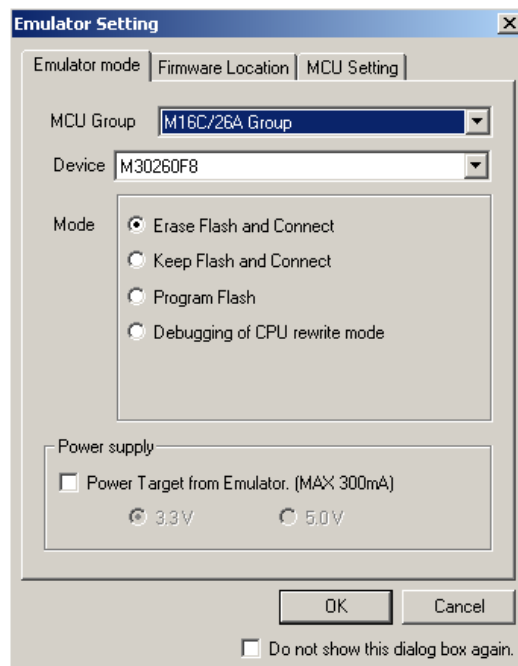 Emulator Setting
Emulator mode Firmware Location MCU Setting
MCU Group M16C/26A Group
Device M30260F8
Mode Erase Flash and Connect
Keep Flash and Connect
Program Flash
Debugging of CPU rewrite mode
Power supply
Power Target from Emulator. (MAX 300mA)
3.3 V 5.0 V
OK Cancel
Do not show this dialog box again.